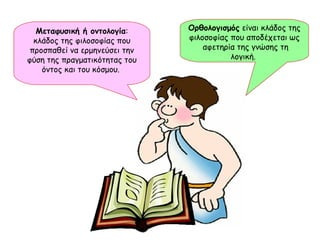 Μεταφυσική ή οντολογία:
κλάδος της φιλοσοφίας που
προσπαθεί να ερμηνεύσει την
φύση της πραγματικότητας του
όντος και του κόσμου.
Ορθολογισμός είναι κλάδος της
φιλοσοφίας που αποδέχεται ως
αφετηρία της γνώσης τη
λογική.